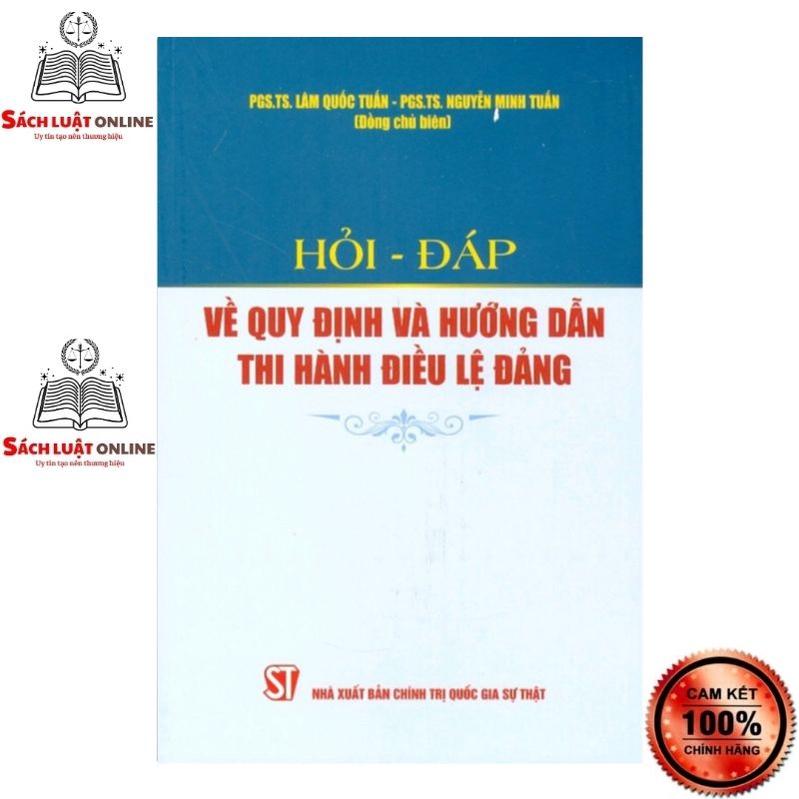 SÁCH LUẬT ONLINE
Uy tín tạo nên thương hiệu
PGS.TS. LÂM QUỐC TUẤN - PGS.TS. NGUYỄN MINH TUẤN
(Đồng chủ biên)
HỎI - ĐÁP
VỀ QUY ĐỊNH VÀ HƯỚNG DẪN
THI HÀNH ĐIỀU LỆ ĐẢNG
SÁCH LUẬT ONLINE
Uy tín tạo nên thương hiệu
ST
NHÀ XUẤT BẢN CHÍNH TRỊ QUỐC GIA SỰ THẬT
CAM KẾT
100%
CHÍNH HÃNG